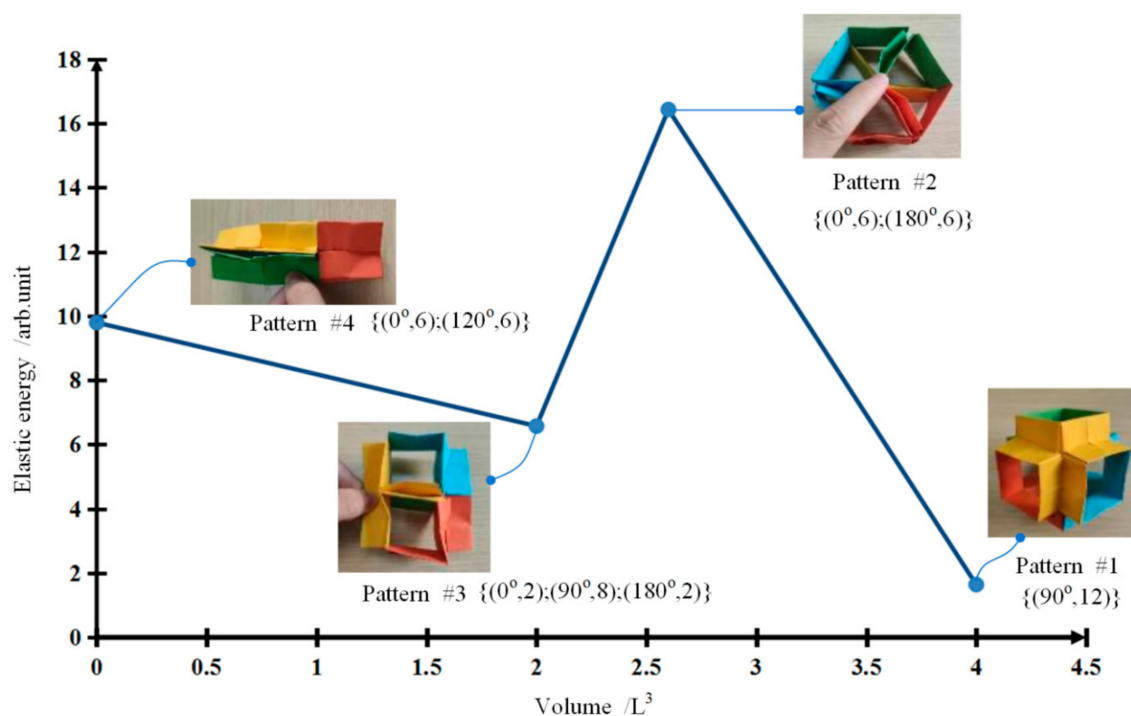 18
16
14
12
10
8
6
4
2
0
Elastic energy /arb.unit
Pattern #2
{(0°,6);(180°,6)}
Pattern #4 {(0°,6);(120°,6)}
Pattern #3 {(0°,2);(90°,8);(180°,2)}
Pattern #1
{(90°,12)}
0 0.5 1 1.5 2 2.5 3 3.5 4 4.5
Volume /L³